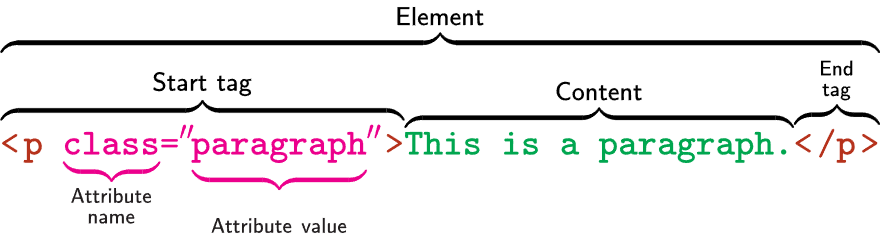 Element
Start tag
Content
End
tag
<p class="paragraph">This is a paragraph.</p>
Attribute
name
Attribute value